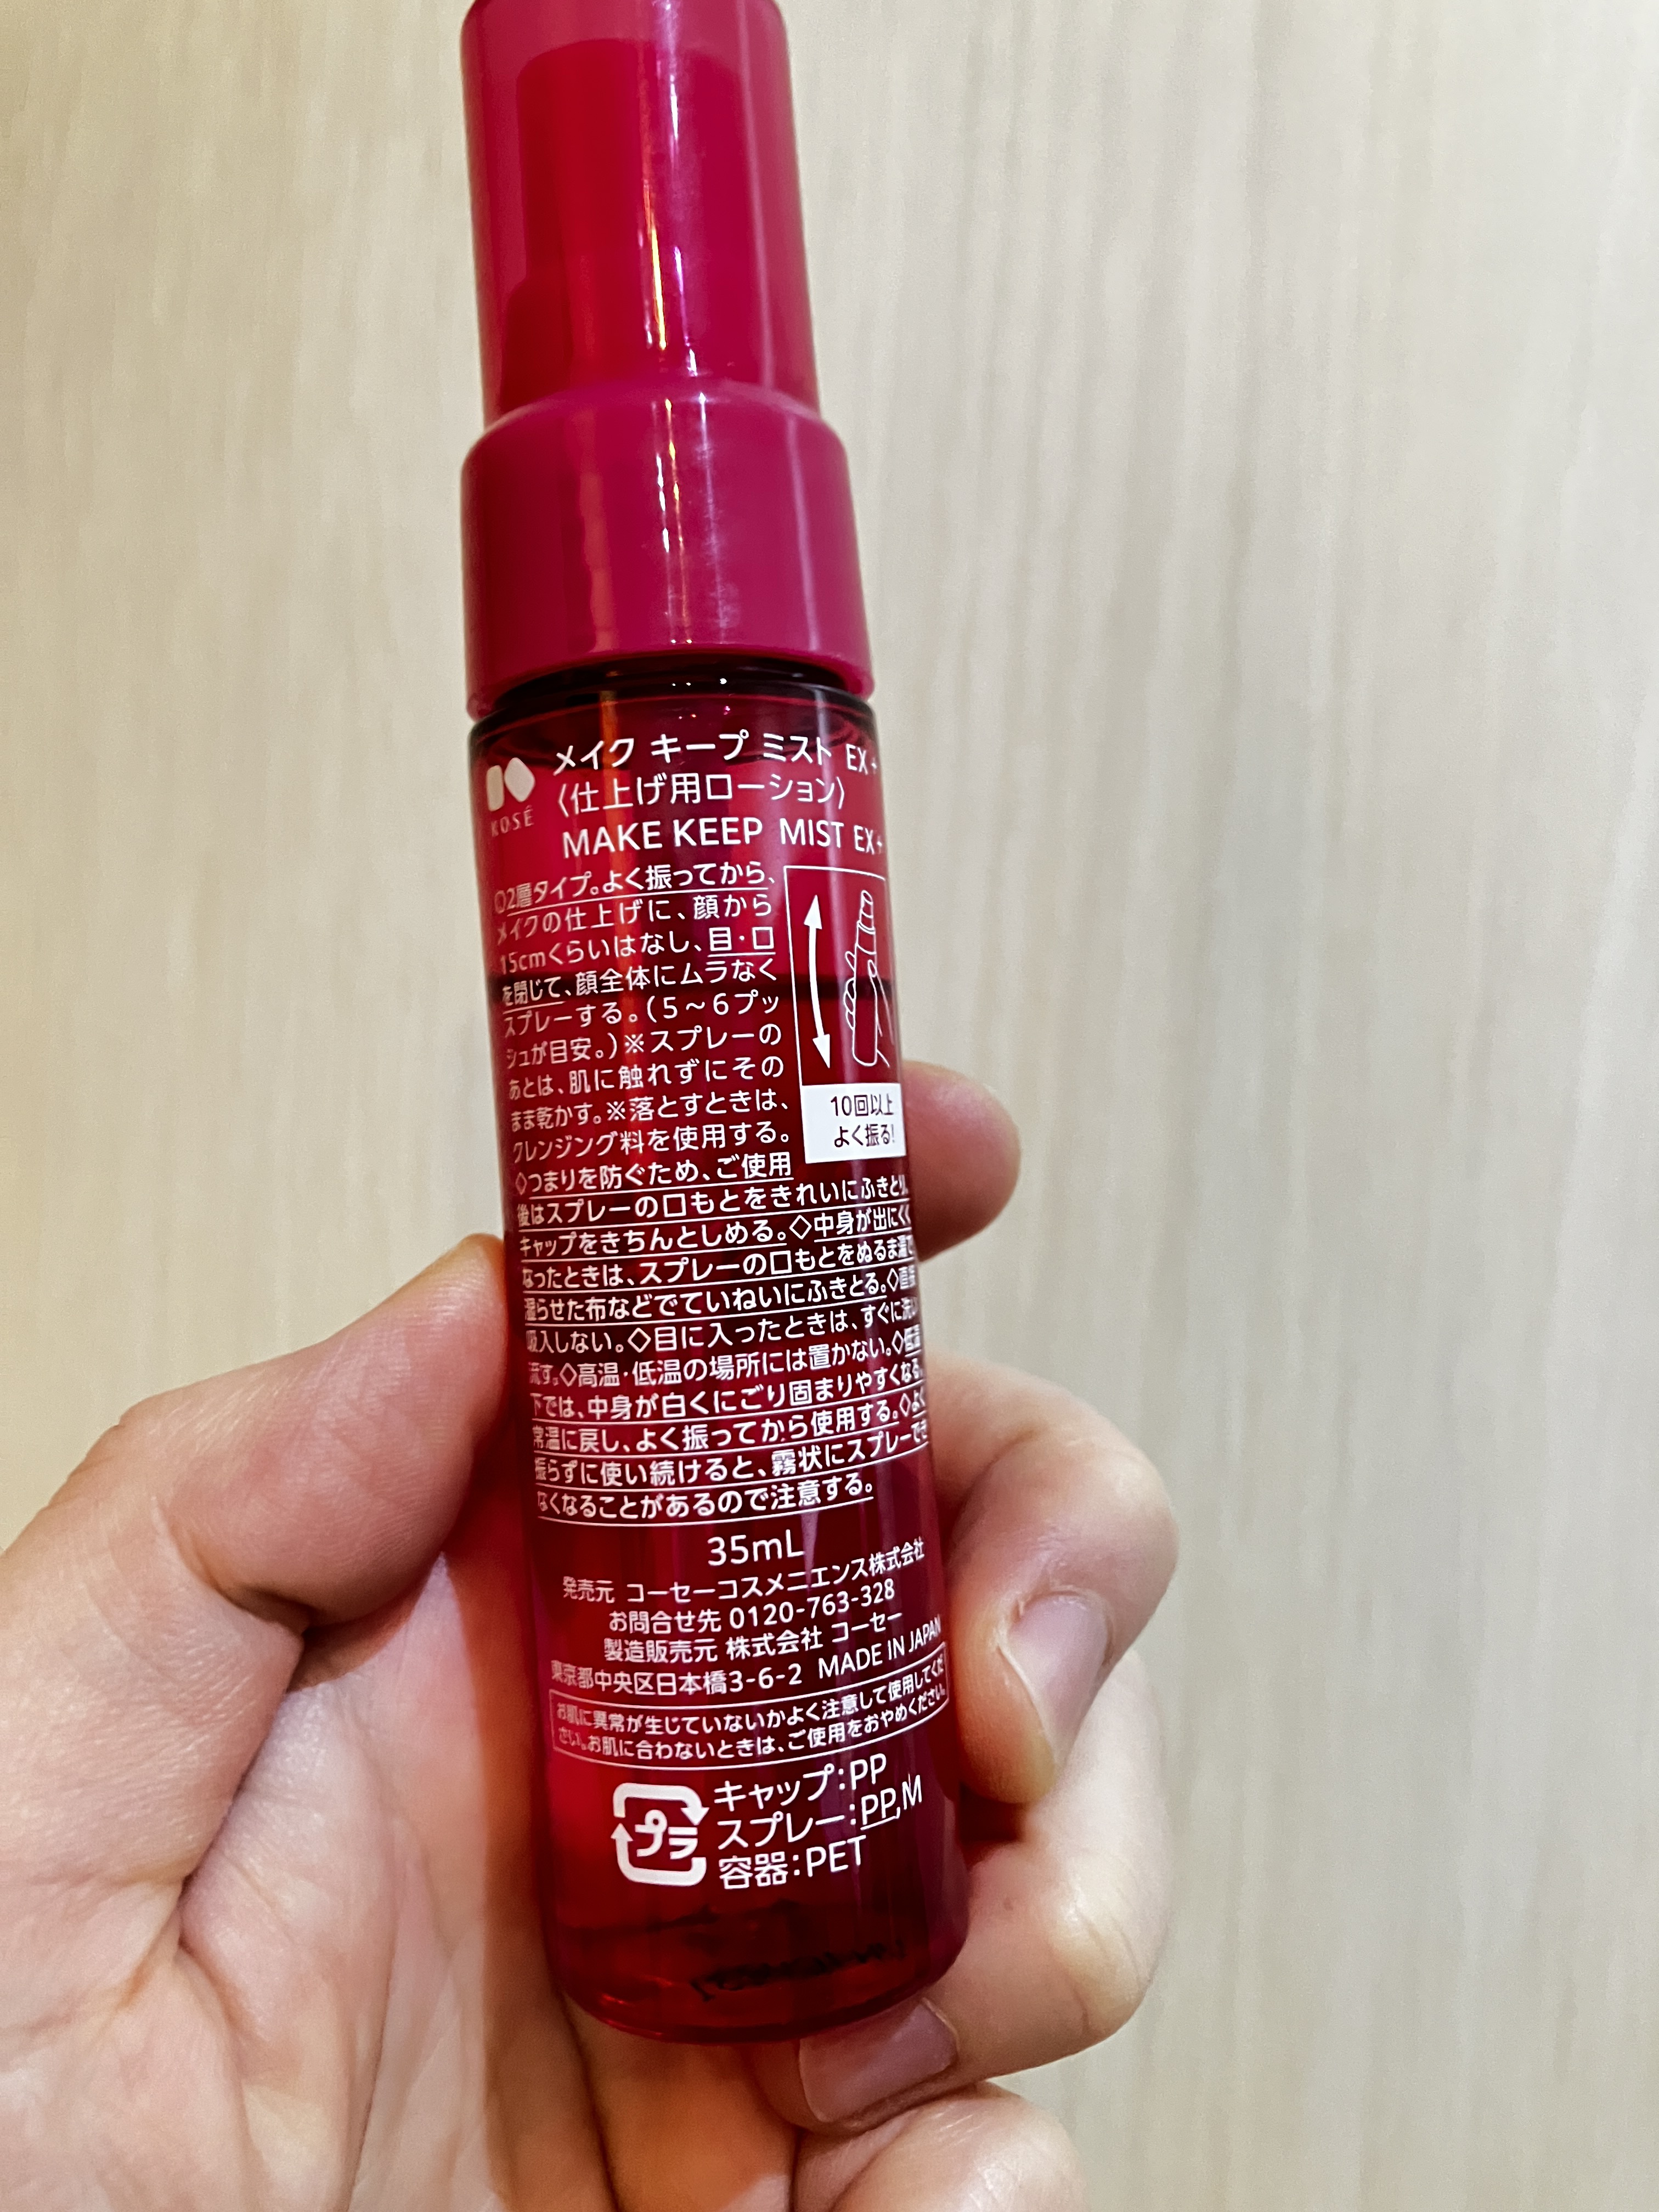 メイク キープ ミスト EX+
〈仕上げ用ローション〉
KOSÉ
MAKE KEEP MIST EX+
◇2層タイプ。よく振ってから、
メイクの仕上げに、顔から
15cmくらいはなし、目・口
を閉じて、顔全体にムラなく
スプレーする。(5～6プッ
シュが目安。)※スプレーの
あとは、肌に触れずにその
まま乾かす。※落とすときは、
クレンジング料を使用する。
10回以上
よく振る!
◇つまりを防ぐため、ご使用
後はスプレーの口もとをきれいにふきとり、
キャップをきちんとしめる。◇中身が出にくく
なったときは、スプレーの口もとをぬるま湯で
湿らせた布などでていねいにふきとる。◇直接
吸入しない。◇目に入ったときは、すぐに洗い
流す。◇高温・低温の場所には置かない。◇低温
下では、中身が白くにごり固まりやすくなる。
常温に戻し、よく振ってから使用する。◇よく
振らずに使い続けると、霧状にスプレーでき
なくなることがあるので注意する。
35mL
発売元 コーセーコスメニエンス株式会社
お問合せ先 0120-763-328
製造販売元 株式会社 コーセー
東京都中央区日本橋3-6-2 MADE IN JAPAN
お肌に異常が生じていないかよく注意して使用してくだ
さい。お肌に合わないときは、ご使用をおやめください。
プラ
キャップ:PP
スプレー:PP,M
容器:PET